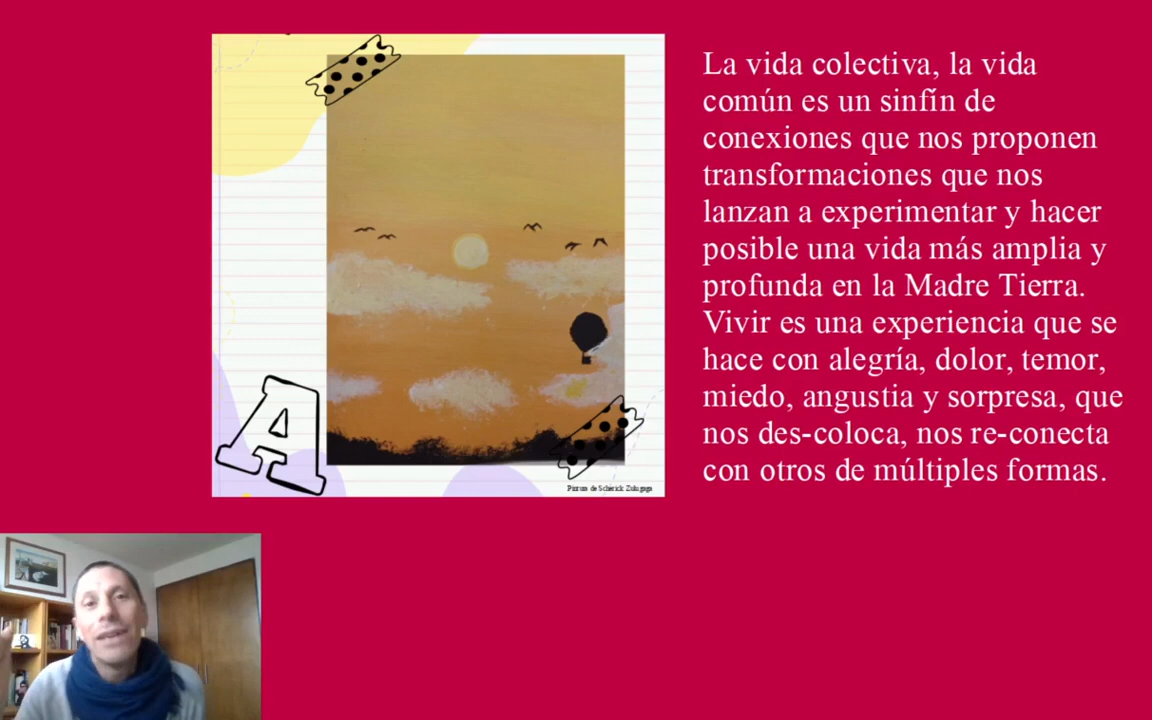 La vida colectiva, la vida
común es un sinfín de
conexiones que nos proponen
transformaciones que nos
lanzan a experimentar y hacer
posible una vida más amplia y
profunda en la Madre Tierra.
Vivir es una experiencia que se
hace con alegría, dolor, temor,
miedo, angustia y sorpresa, que
nos des-coloca, nos re-conecta
con otros de múltiples formas.
A
de Zuluaga